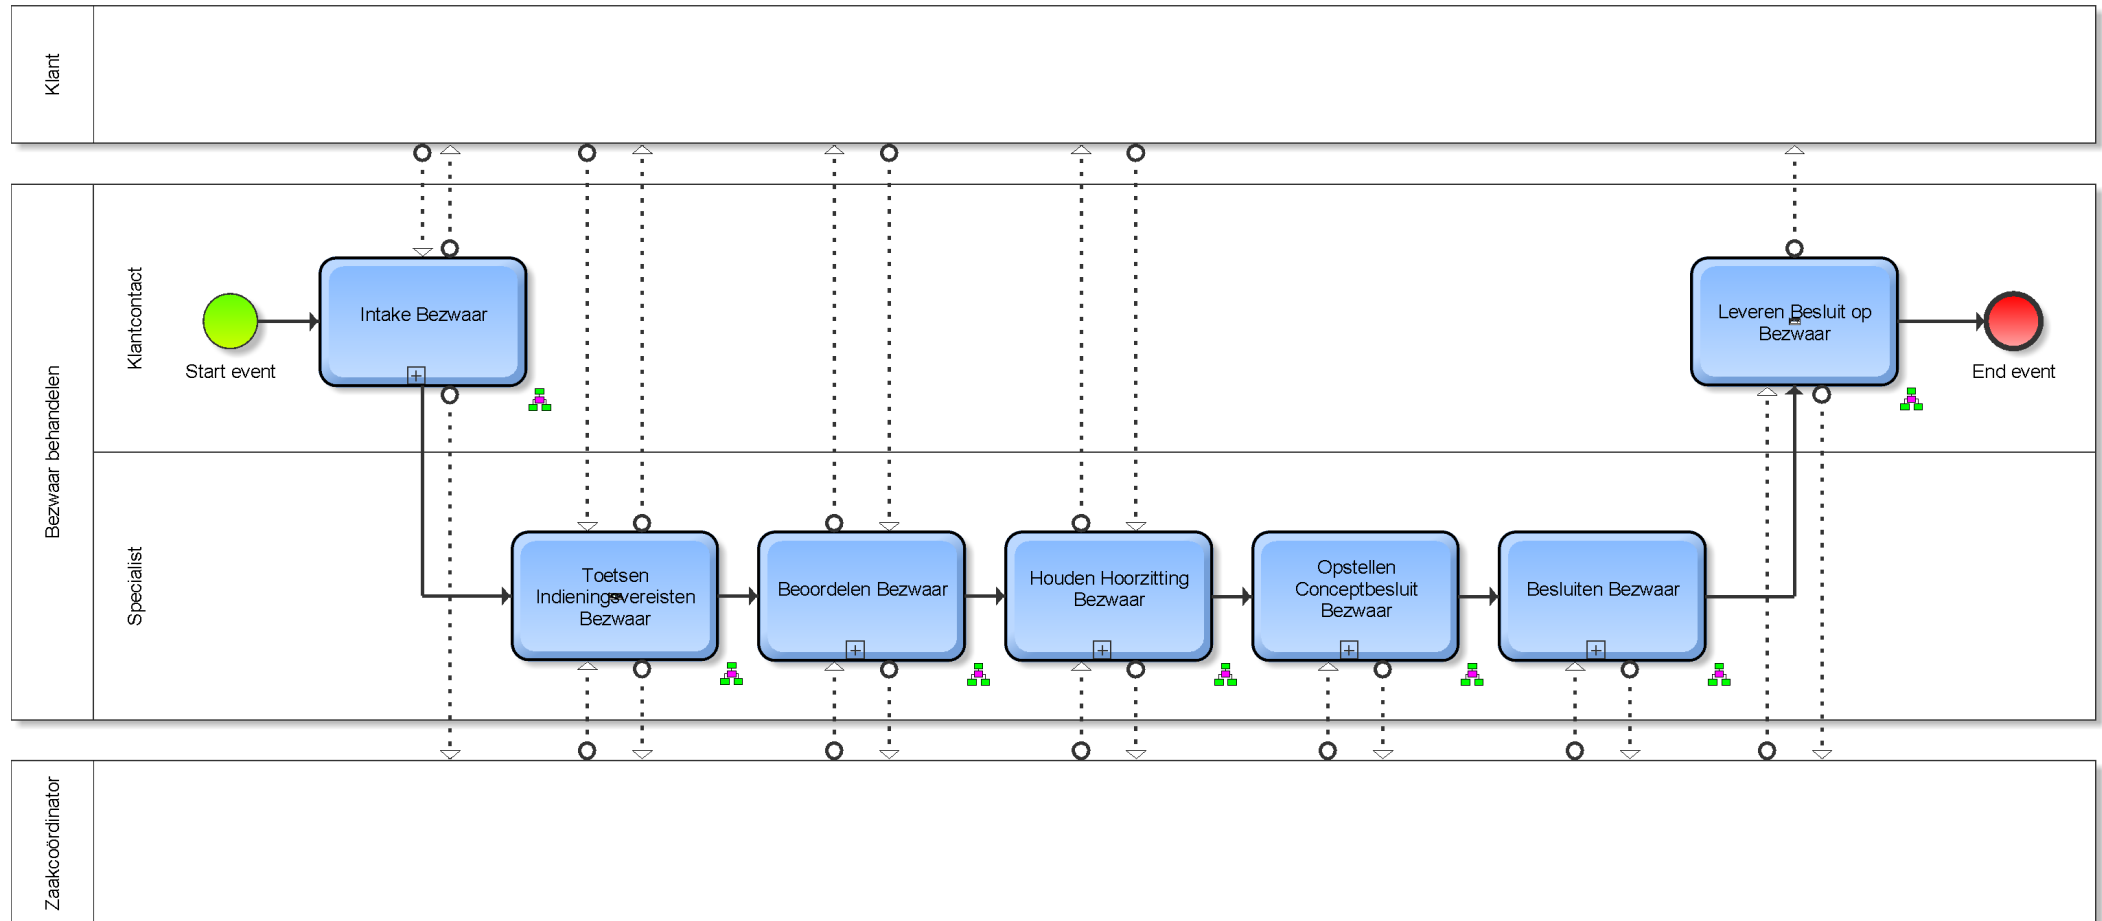 Klant
Bezwaar behandelen
Klantcontact
Start event
Intake Bezwaar
Leveren Besluit op
Bezwaar
End event
Specialist
Toetsen
Indieningsvereisten
Bezwaar
Beoordelen Bezwaar
Houden Hoorzitting
Bezwaar
Opstellen
Conceptbesluit
Bezwaar
Besluiten Bezwaar
Zaakcoördinator